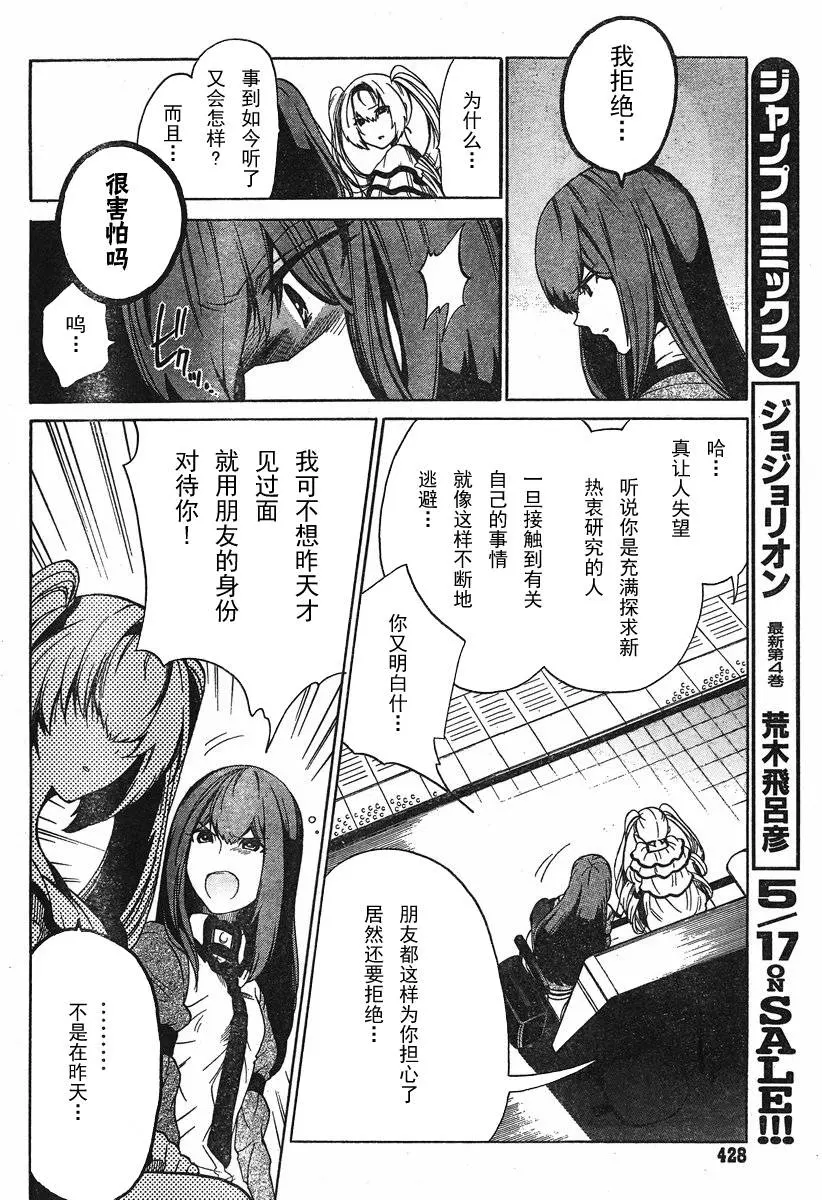 我拒绝…
为什么…
事到如今听了
又会怎样？
而且…
很害怕吗
呜…
ビクッ
哈…
真让人失望
听说你是充满探求新
热衷研究的人
一旦接触到有关
自己的事情
就像这样不断地
逃避…
你又明白什…
朋友都这样为你担心了
居然还要拒绝…
我可不想昨天才
见过面
就用朋友的身份
对待你！
………
不是在昨天…
ジャンプコミックス
ジョジョリオン
最新第4巻
荒木飛呂彦
5/17 ON SALE!!!
428